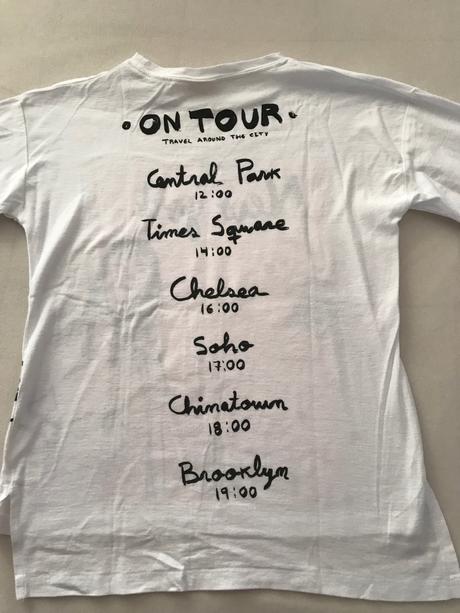 • ON TOUR •
TRAVEL AROUND THE CITY
Central Park
12:00
Times Square
14:00
Chelsea
16:00
Soho
17:00
Chinatown
18:00
Brooklyn
19:00